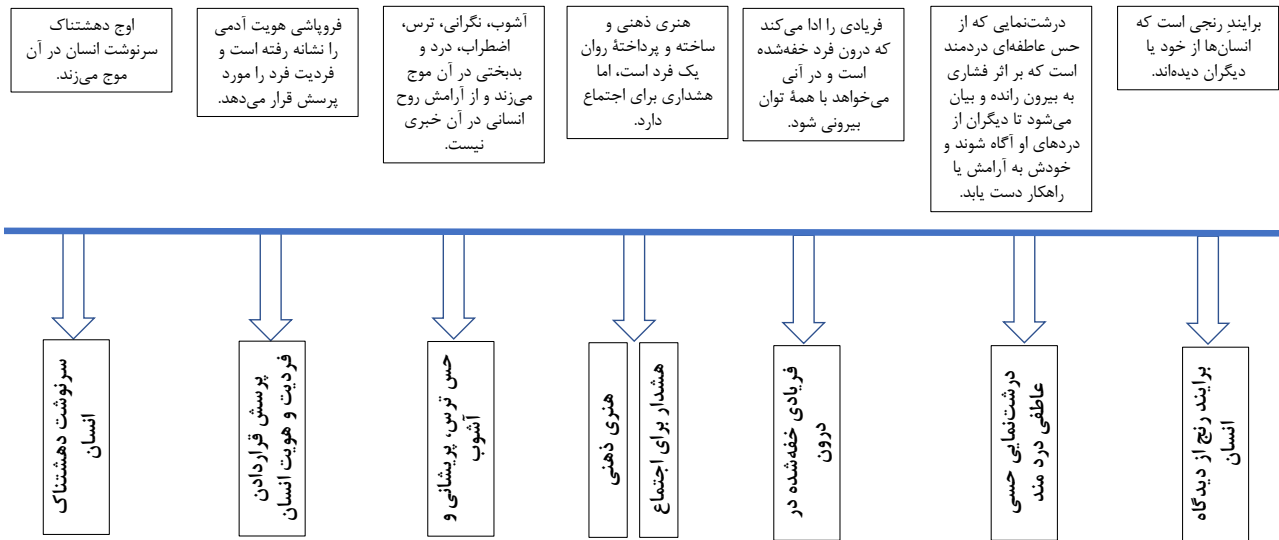 برایندِ رنجی است که
انسان‌ها از خود یا
دیگران دیده‌اند.
درشت‌نمایی که از
حس عاطفه‌ای دردمند
است که بر اثر فشاری
به بیرون رانده و بیان
می‌شود تا دیگران از
دردهای او آگاه شوند و
خودش به آرامش یا
راهکار دست یابد.
فریادی را ادا می‌کند
که درون فرد خفه‌شده
است و در آنی
می‌خواهد با همهٔ توان
بیرونی شود.
هنری ذهنی و
ساخته و پرداختهٔ روان
یک فرد است، اما
هشداری برای اجتماع
دارد.
آشوب، نگرانی، ترس،
اضطراب، درد و
بدبختی در آن موج
می‌زند و از آرامش روح
انسانی در آن خبری
نیست.
فروپاشی هویت آدمی
را نشانه رفته است و
فردیت فرد را مورد
پرسش قرار می‌دهد.
اوج دهشتناک
سرنوشت انسان در آن
موج می‌زند.
برایند رنج از دیدگاه
انسان
درشت‌نمایی حسی
عاطفی درد مند
فریادی خفه‌شده در
درون
هشدار برای اجتماع
هنری ذهنی
حس ترس، پریشانی و
آشوب
پرسش قراردادن
فردیت و هویت انسان
سرنوشت دهشتناک
انسان